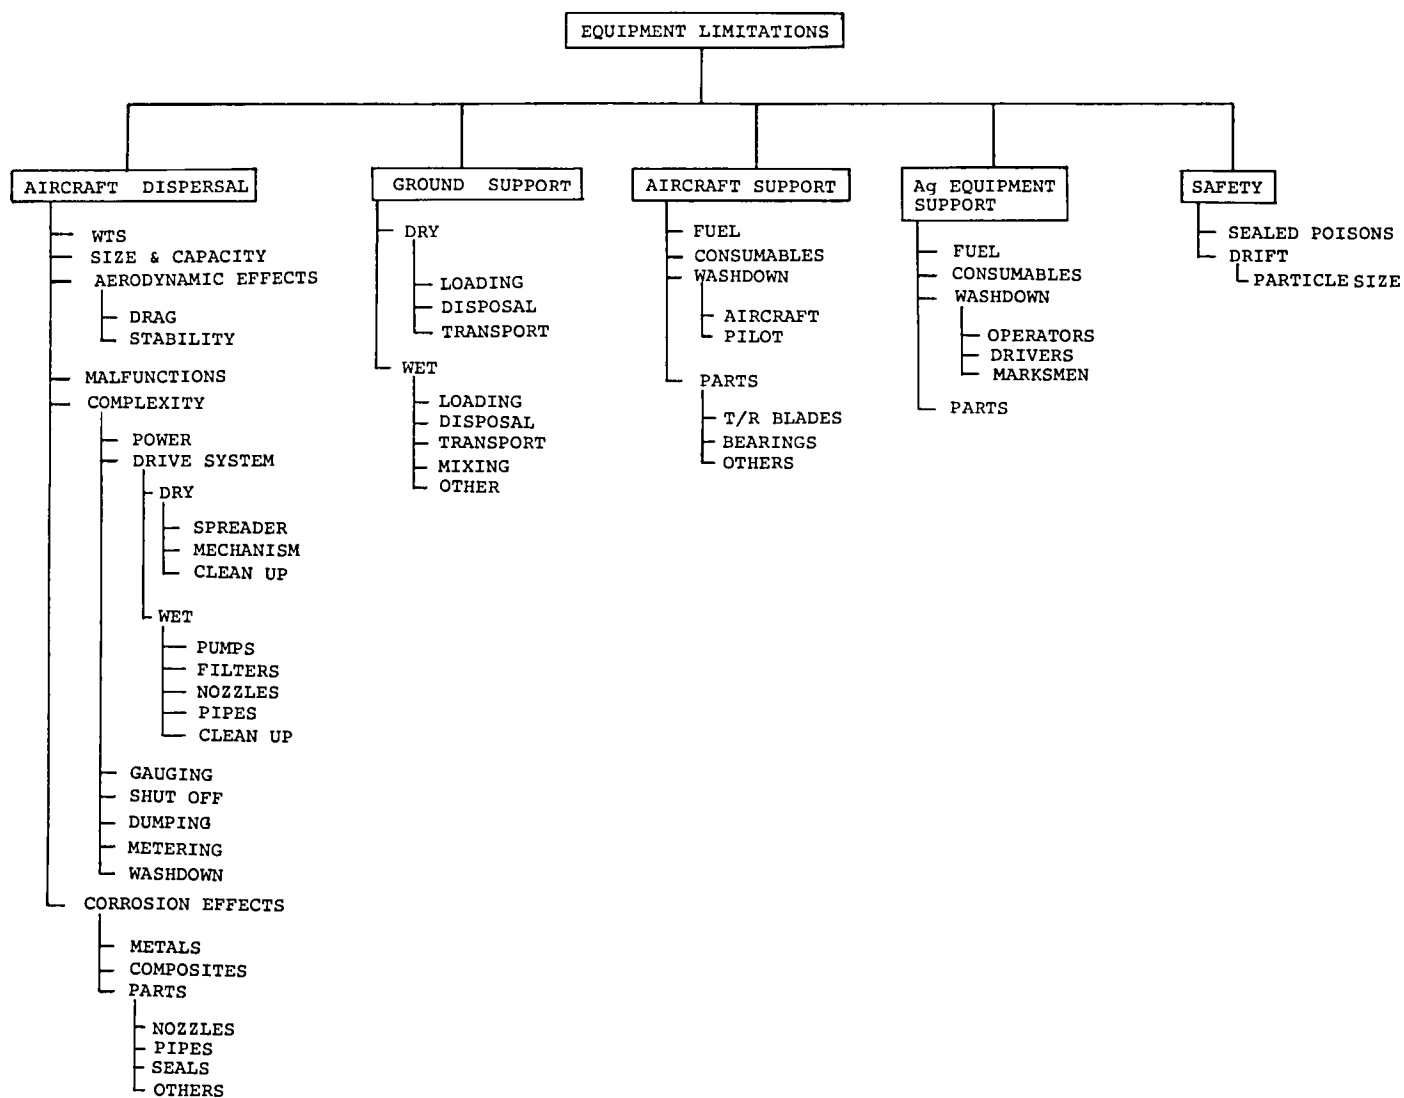 EQUIPMENT LIMITATIONS
AIRCRAFT DISPERSAL
WTS
SIZE & CAPACITY
AERODYNAMIC EFFECTS
DRAG
STABILITY
MALFUNCTIONS
COMPLEXITY
POWER
DRIVE SYSTEM
DRY
SPREADER
MECHANISM
CLEAN UP
WET
PUMPS
FILTERS
NOZZLES
PIPES
CLEAN UP
GAUGING
SHUT OFF
DUMPING
METERING
WASHDOWN
CORROSION EFFECTS
METALS
COMPOSITES
PARTS
NOZZLES
PIPES
SEALS
OTHERS
GROUND SUPPORT
DRY
LOADING
DISPOSAL
TRANSPORT
WET
LOADING
DISPOSAL
TRANSPORT
MIXING
OTHER
AIRCRAFT SUPPORT
FUEL
CONSUMABLES
WASHDOWN
AIRCRAFT
PILOT
PARTS
T/R BLADES
BEARINGS
OTHERS
Ag EQUIPMENT
SUPPORT
FUEL
CONSUMABLES
WASHDOWN
OPERATORS
DRIVERS
MARKSMEN
PARTS
SAFETY
SEALED POISONS
DRIFT
PARTICLE SIZE